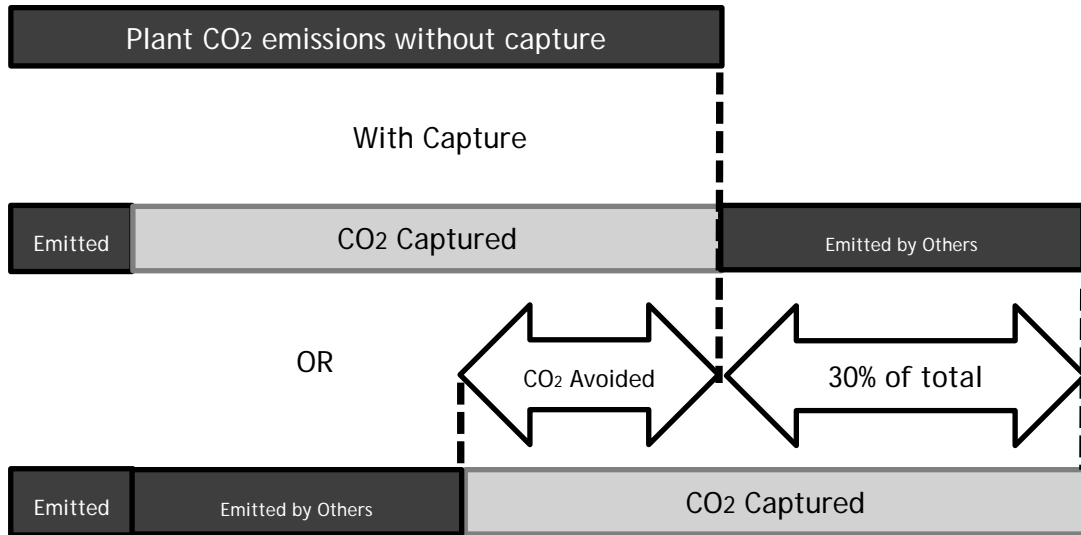 Plant CO2 emissions without capture
With Capture
Emitted
CO2 Captured
Emitted by Others
OR
CO2 Avoided
30% of total
Emitted
Emitted by Others
CO2 Captured